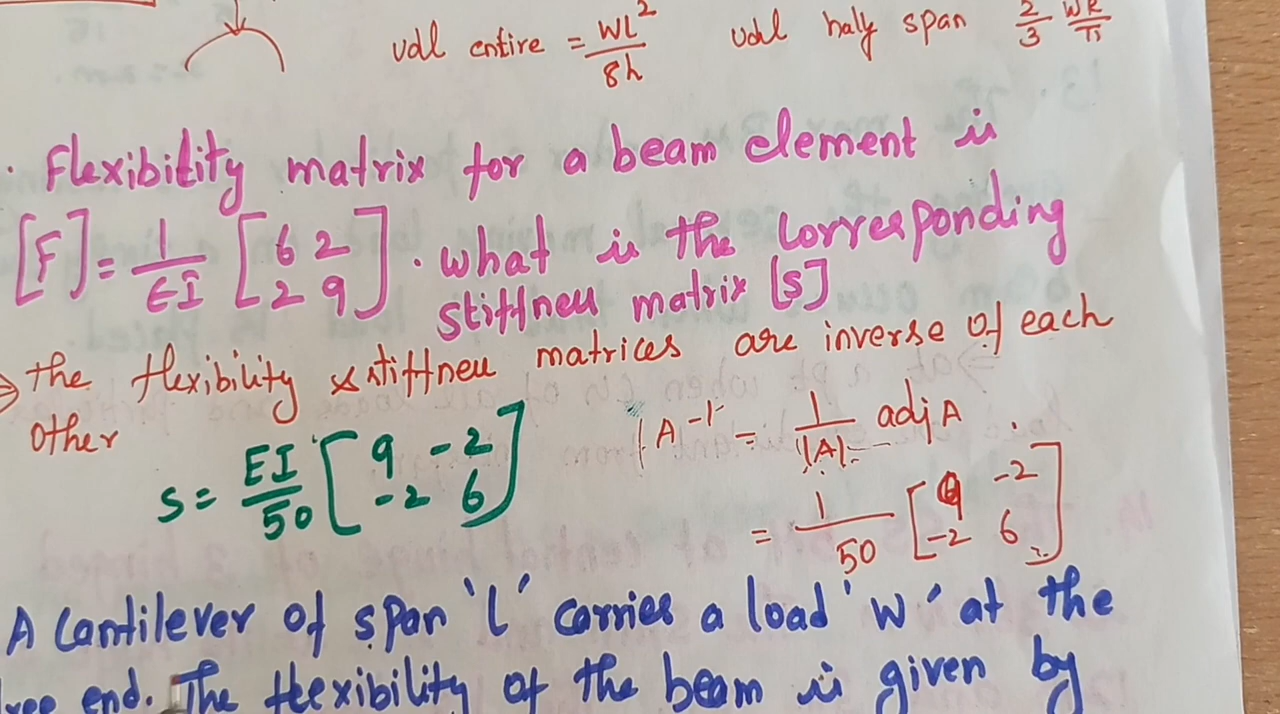 udl entire = wl²/8h udl half span 2/3 WR/π
. Flexibility matrix for a beam element is
[F] = 1/EI [6 2; 2 9] . what is the corresponding
stiffness matrix [S]
→ the flexibility & stiffness matrices are inverse of each
other
S = EI/50 [9 -2; -2 6]
|A⁻¹ = 1/|A| adj A
= 1/50 [9 -2; -2 6]
A Cantilever of span 'l' carries a load 'w' at the
free end. The flexibility of the beam is given by